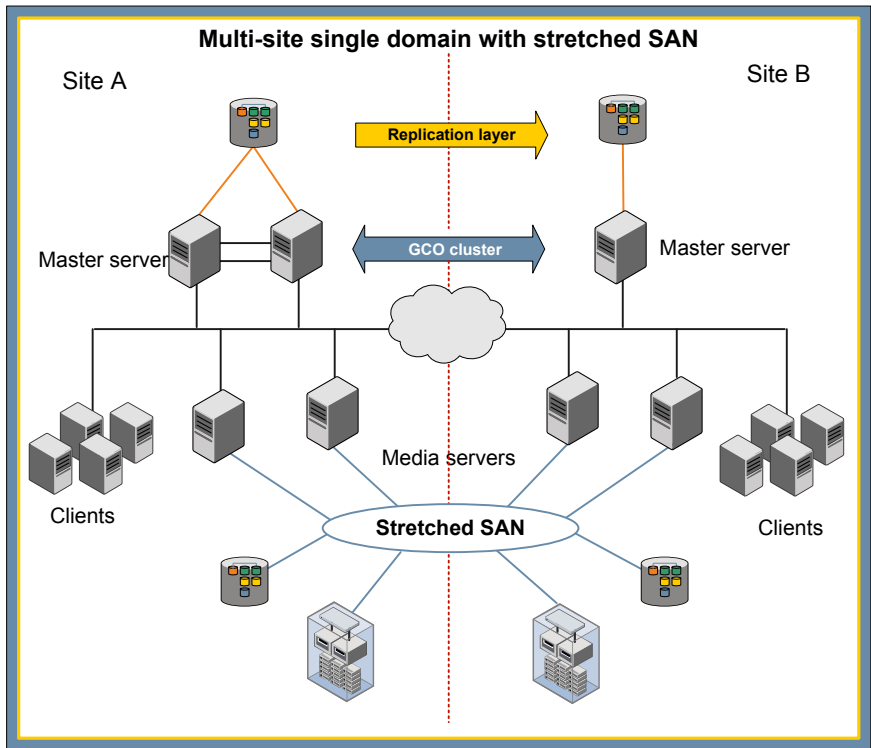 Multi-site single domain with stretched SAN
Site A
Site B
Replication layer
GCO cluster
Master server
Master server
Media servers
Clients
Clients
Stretched SAN